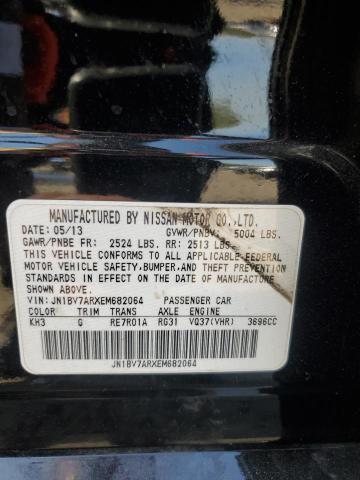 MANUFACTURED BY NISSAN MOTOR CO.,LTD.
05/13 GVWR/PNBV: 5004 LBS.
GAWR/PNBE FR: 2524 LBS. RR: 2513 LBS.
THIS VEHICLE CONFORMS TO ALL APPLICABLE
MOTOR VEHICLE SAFETY,BUMPER,AND THEFT PREVENTION
STANDARDS IN EFFECT ON THE DATE OF MANUFACTURE
SHOWN ABOVE.
VIN:JN1BV7ARXEM682064 PASSENGER CAR
COLOR TRIM TRANS AXLE ENGINE
KH3 G RE7R01A RG31 VQ37(VHR) 3696CC
JN1BV7ARXEM682064